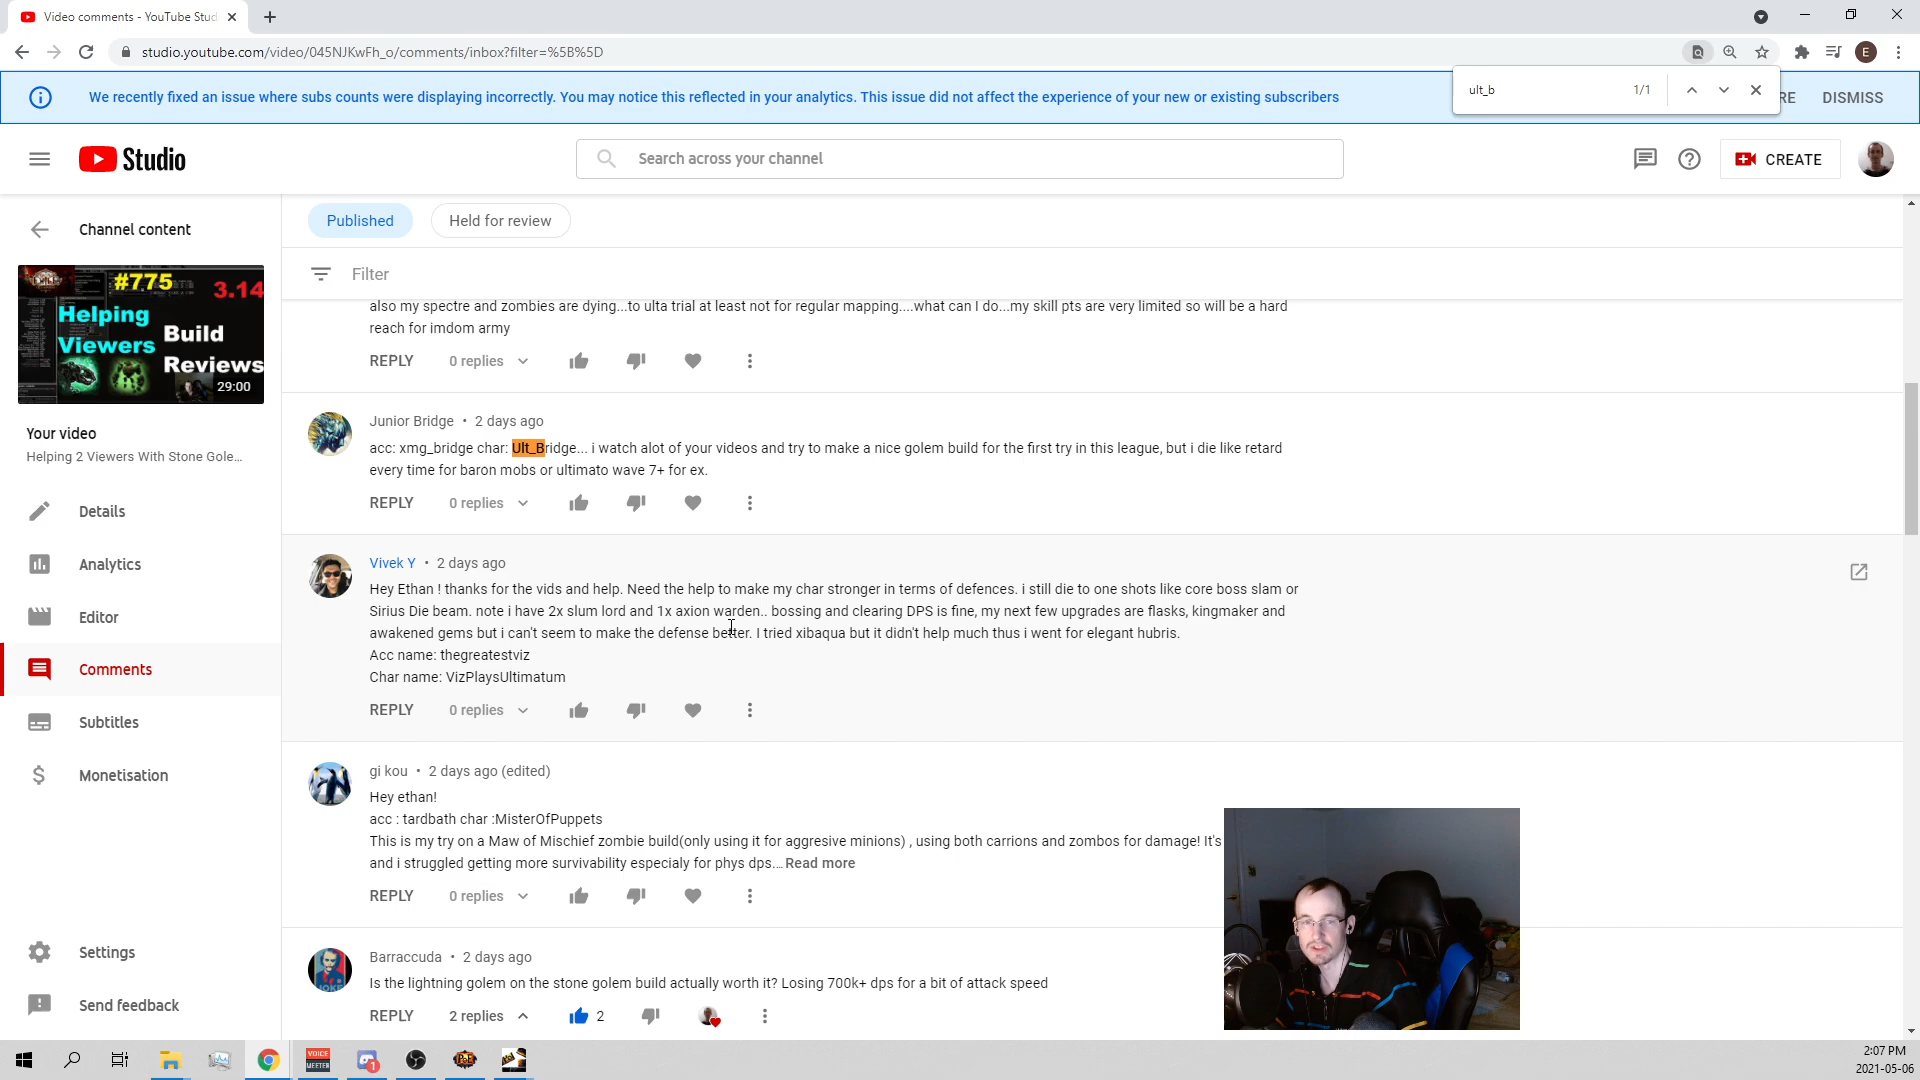 Video comments - YouTube Stud
studio.youtube.com/video/045NJKwFh_o/comments/inbox?filter=%5B%5D
E
We recently fixed an issue where subs counts were displaying incorrectly. You may notice this reflected in your analytics. This issue did not affect the experience of your new or existing subscribers
RE
DISMISS
ult_b
1/1
Studio
Search across your channel
CREATE
Channel content
#775
3.14
Helping
Viewers
Build
Reviews
29:00
Your video
Helping 2 Viewers With Stone Gole...
Details
Analytics
Editor
Comments
Subtitles
Monetisation
Settings
Send feedback
Published
Held for review
Filter
also my spectre and zombies are dying...to ulta trial at least not for regular mapping....what can I do...my skill pts are very limited so will be a hard
reach for imdom army
REPLY 0 replies
Junior Bridge • 2 days ago
acc: xmg_bridge char: Ult_Bridge... i watch alot of your videos and try to make a nice golem build for the first try in this league, but i die like retard
every time for baron mobs or ultimato wave 7+ for ex.
REPLY 0 replies
Vivek Y • 2 days ago
Hey Ethan ! thanks for the vids and help. Need the help to make my char stronger in terms of defences. i still die to one shots like core boss slam or
Sirius Die beam. note i have 2x slum lord and 1x axion warden.. bossing and clearing DPS is fine, my next few upgrades are flasks, kingmaker and
awakened gems but i can't seem to make the defense better. I tried xibaqua but it didn't help much thus i went for elegant hubris.
Acc name: thegreatestviz
Char name: VizPlaysUltimatum
REPLY 0 replies
gi kou • 2 days ago (edited)
Hey ethan!
acc : tardbath char :MisterOfPuppets
This is my try on a Maw of Mischief zombie build(only using it for aggresive minions) , using both carrions and zombos for damage! It's
and i struggled getting more survivability especialy for phys dps... Read more
REPLY 0 replies
Barraccuda • 2 days ago
Is the lightning golem on the stone golem build actually worth it? Losing 700k+ dps for a bit of attack speed
REPLY 2 replies 2
JOKE
VOICE
MEETER
1
2:07 PM
2021-05-06